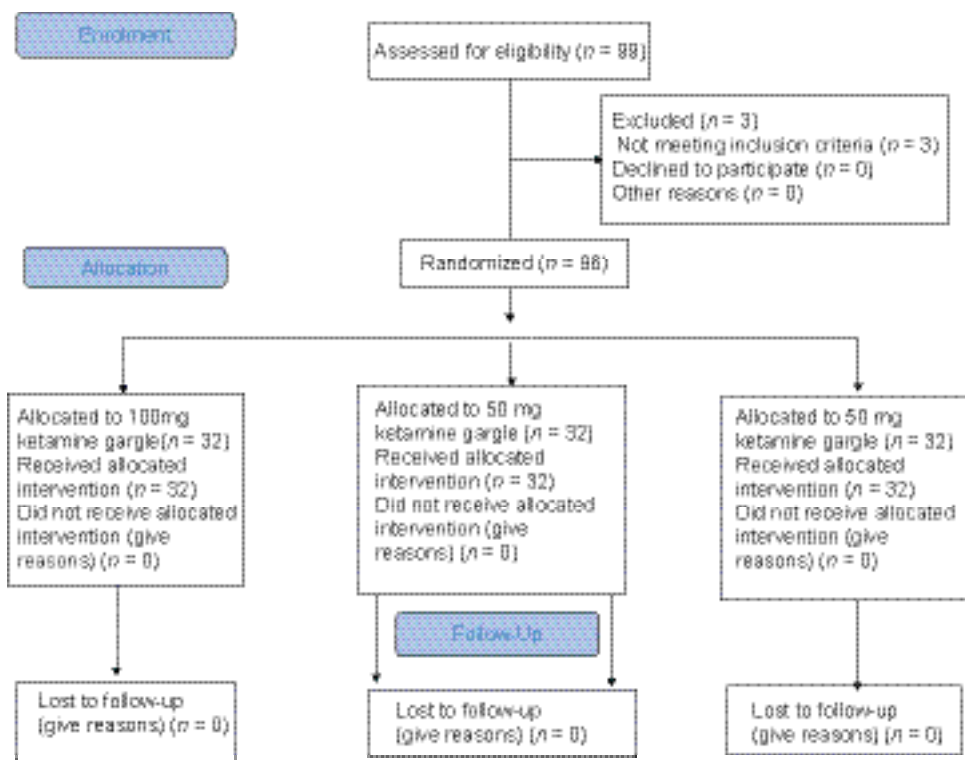 Enrolment
Assessed for eligibility (n = 99)
Excluded (n = 3)
Not meeting inclusion criteria (n = 3)
Declined to participate (n = 0)
Other reasons (n = 0)
Allocation
Randomized (n = 96)
Allocated to 100mg
ketamine gargle(n = 32)
Received allocated
intervention (n = 32)
Did not receive allocated
intervention (give
reasons) (n = 0)
Allocated to 50 mg
ketamine gargle (n = 32)
Received allocated
intervention (n = 32)
Did not receive allocated
intervention (give
reasons) (n = 0)
Allocated to 50 mg
ketamine gargle (n = 32)
Received allocated
intervention (n = 32)
Did not receive allocated
intervention (give
reasons) (n = 0)
Follow-Up
Lost to follow-up
(give reasons) (n = 0)
Lost to follow-up
(give reasons) (n = 0)
Lost to follow-up
(give reasons) (n = 0)